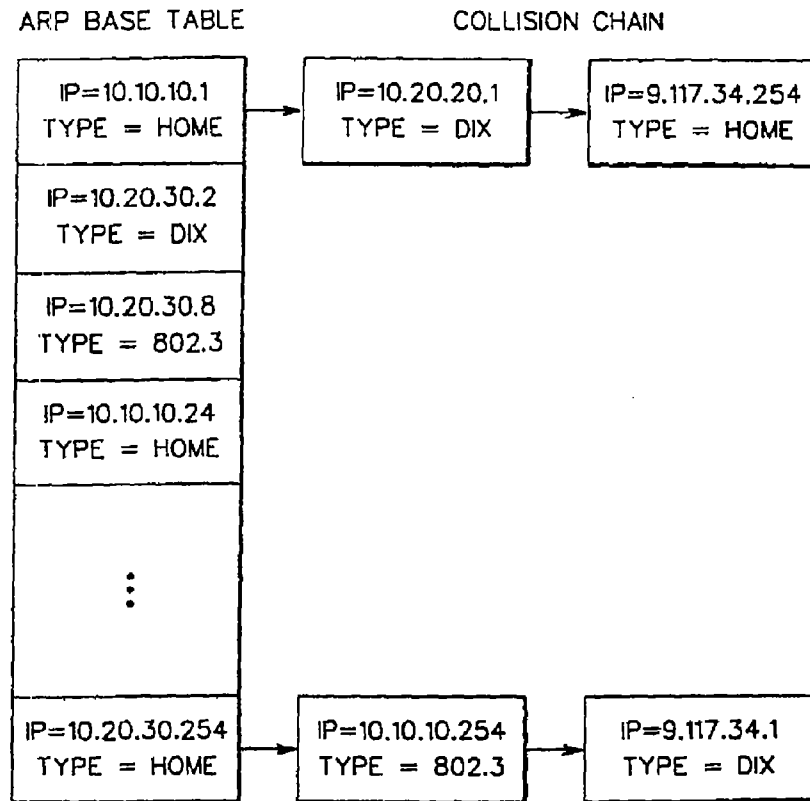 ARP BASE TABLE
COLLISION CHAIN
IP=10.10.10.1
TYPE = HOME
IP=10.20.20.1
TYPE = DIX
IP=9.117.34.254
TYPE = HOME
IP=10.20.30.2
TYPE = DIX
IP=10.20.30.8
TYPE = 802.3
IP=10.10.10.24
TYPE = HOME
IP=10.20.30.254
TYPE = HOME
IP=10.10.10.254
TYPE = 802.3
IP=9.117.34.1
TYPE = DIX